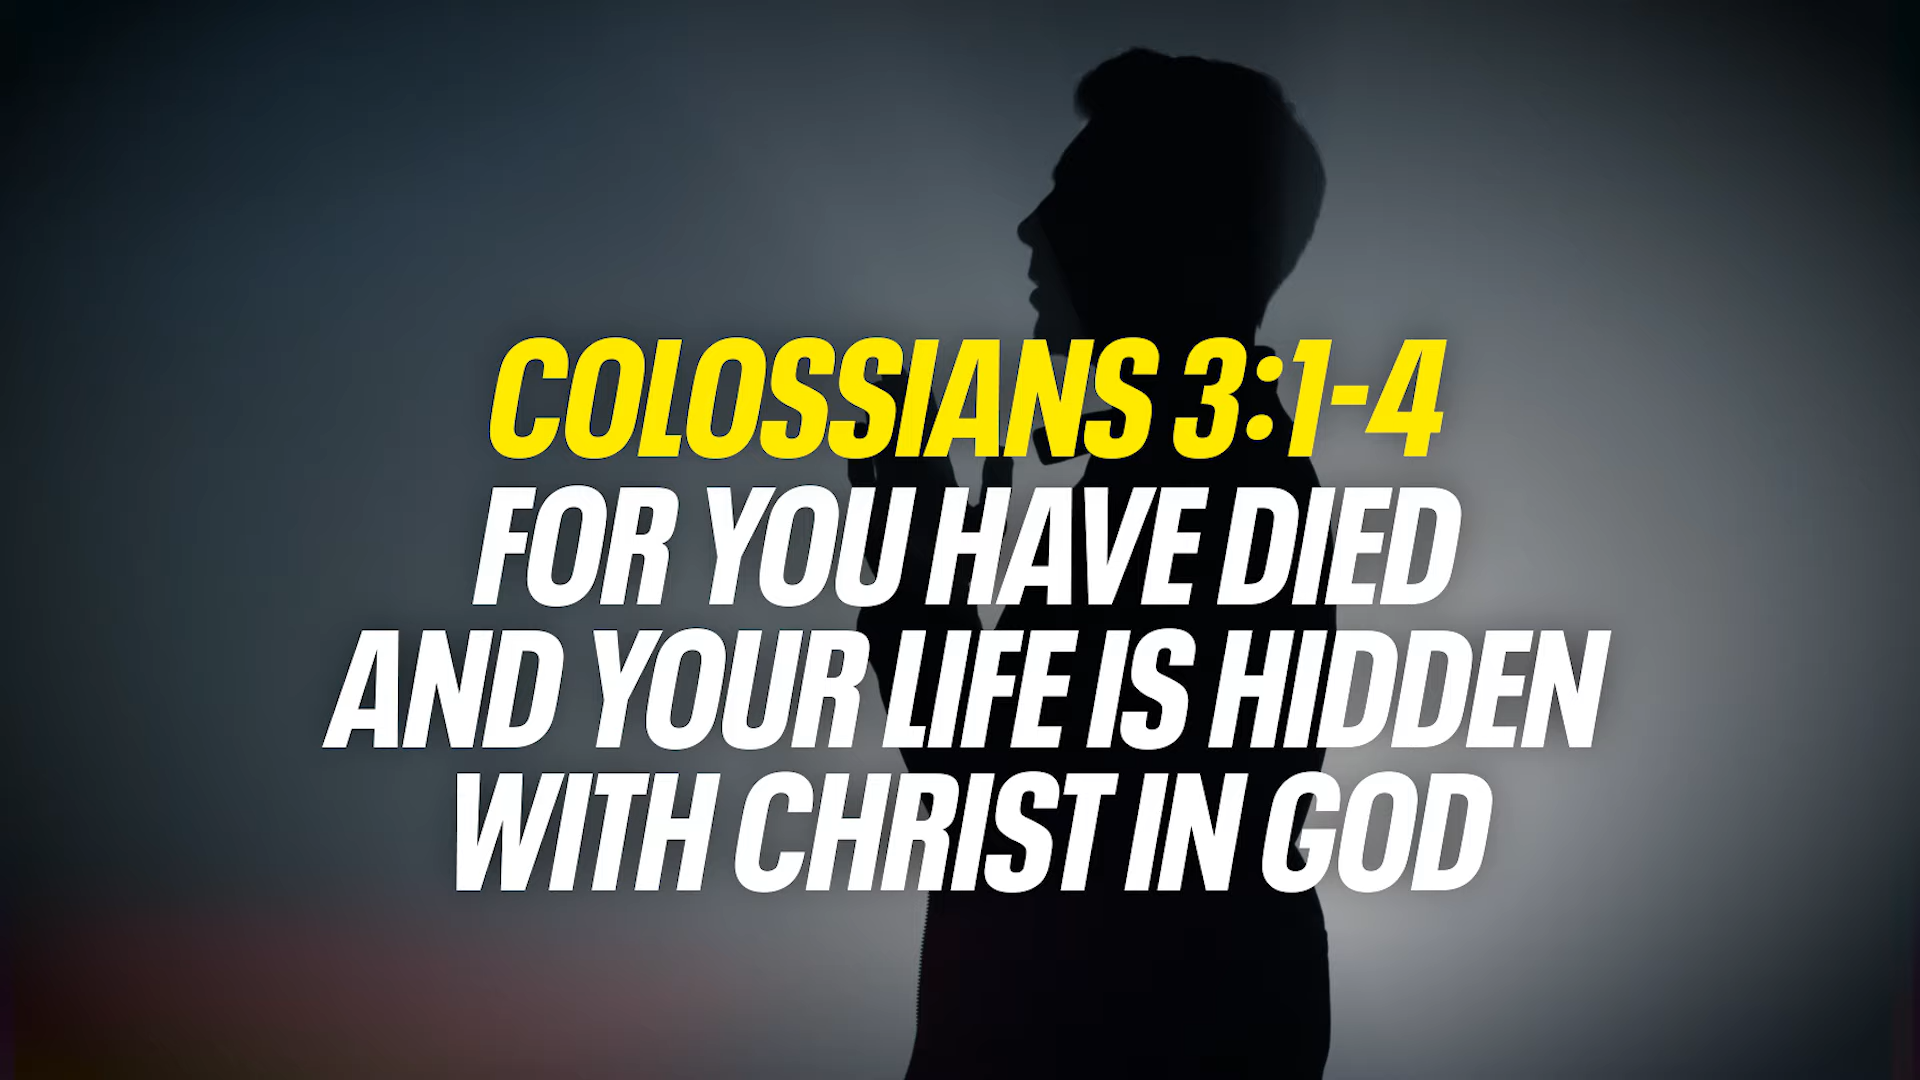 COLOSSIANS 3:1-4
FOR YOU HAVE DIED
AND YOUR LIFE IS HIDDEN
WITH CHRIST IN GOD